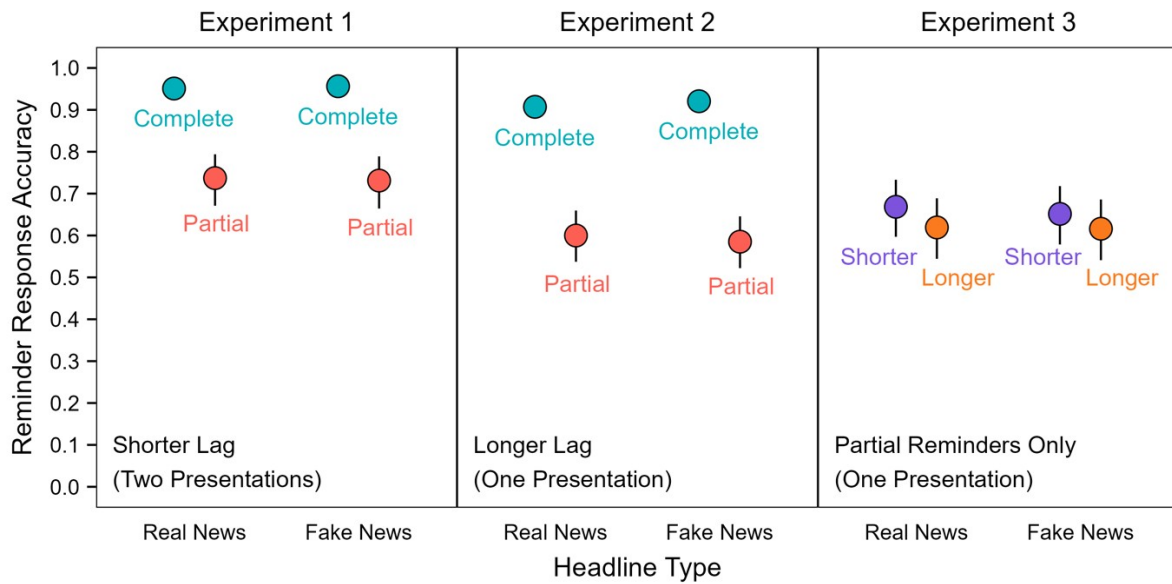 Experiment 1
Experiment 2
Experiment 3
Reminder Response Accuracy
1.0
0.9
0.8
0.7
0.6
0.5
0.4
0.3
0.2
0.1
0.0
Complete
Complete
Partial
Partial
Shorter Lag
(Two Presentations)
Complete
Complete
Partial
Partial
Longer Lag
(One Presentation)
Shorter
Longer
Shorter
Longer
Partial Reminders Only
(One Presentation)
Real News
Fake News
Real News
Fake News
Real News
Fake News
Headline Type